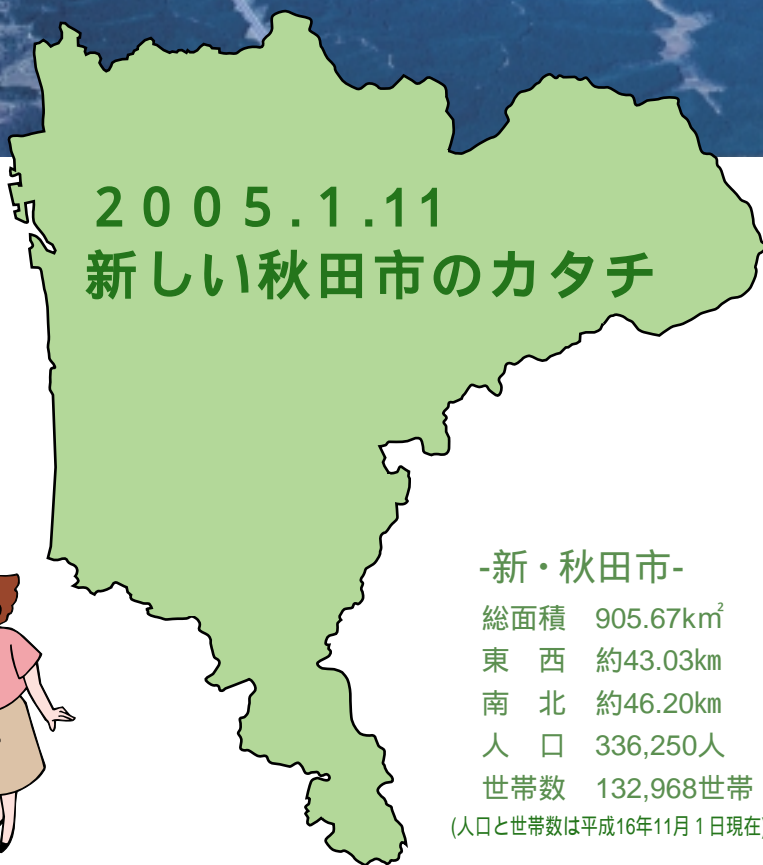 ２００５.１.11
新しい秋田市のカタチ
-新・秋田市-
総面積　905.67k㎡
東　西　約43.03㎞
南　北　約46.20㎞
人　口　336,250人
世帯数　132,968世帯
(人口と世帯数は平成16年11月１日現在)